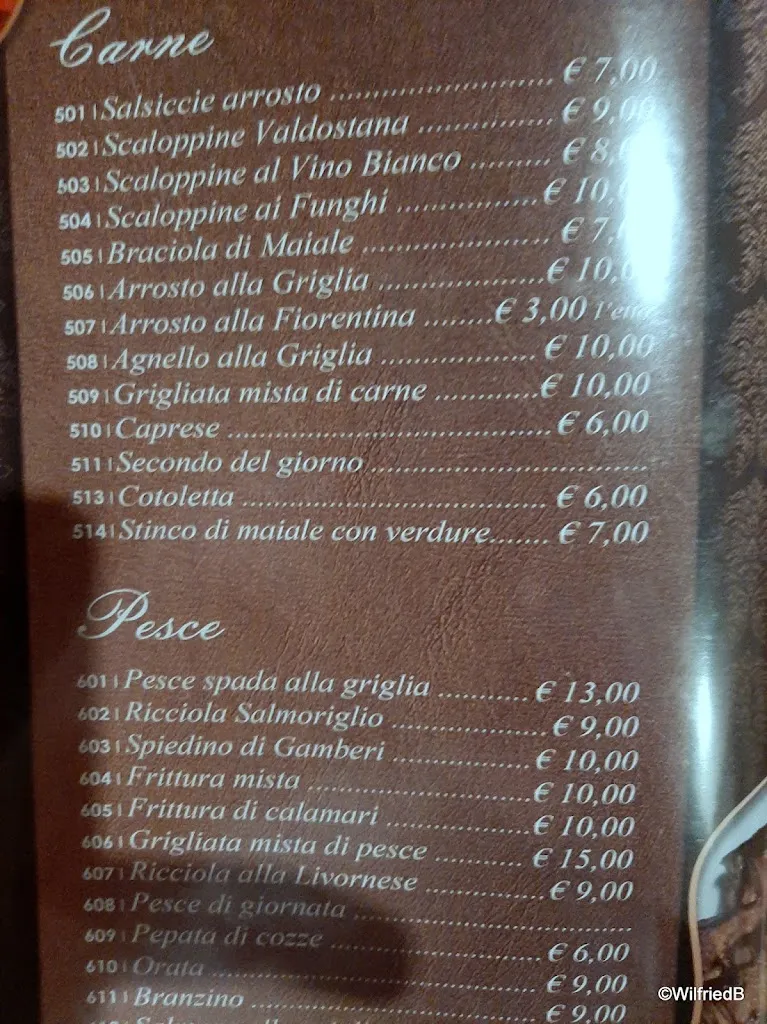 Carne
501 | Salsiccie arrosto ........................... € 7,00
502 | Scaloppine Valdostana ................ € 9,00
503 | Scaloppine al Vino Bianco ......... € 8,
504 | Scaloppine ai Funghi ................. € 10,
505 | Braciola di Maiale ...................... € 7,
506 | Arrosto alla Griglia .................... € 10,
507 | Arrosto alla Fiorentina ........ € 3,00
508 | Agnello alla Griglia ................... € 10,00
509 | Grigliata mista di carne ............ € 10,00
510 | Caprese ....................................... € 6,00
511 | Secondo del giorno .................................
513 | Cotoletta .................................... € 6,00
514 | Stinco di maiale con verdure....... € 7,00
Pesce
601 | Pesce spada alla griglia ........... € 13,00
602 | Ricciola Salmoriglio ................... € 9,00
603 | Spiedino di Gamberi ................. € 10,00
604 | Frittura mista ........................... € 10,00
605 | Frittura di calamari .................. € 10,00
606 | Grigliata mista di pesce ............ € 15,00
607 | Ricciola alla Livornese .............. € 9,00
608 | Pesce di giornata ....................................
609 | Pepata di cozze .......................... € 6,00
610 | Orata .......................................... € 9,00
611 | Branzino .................................... € 9,00
©WilfriedB